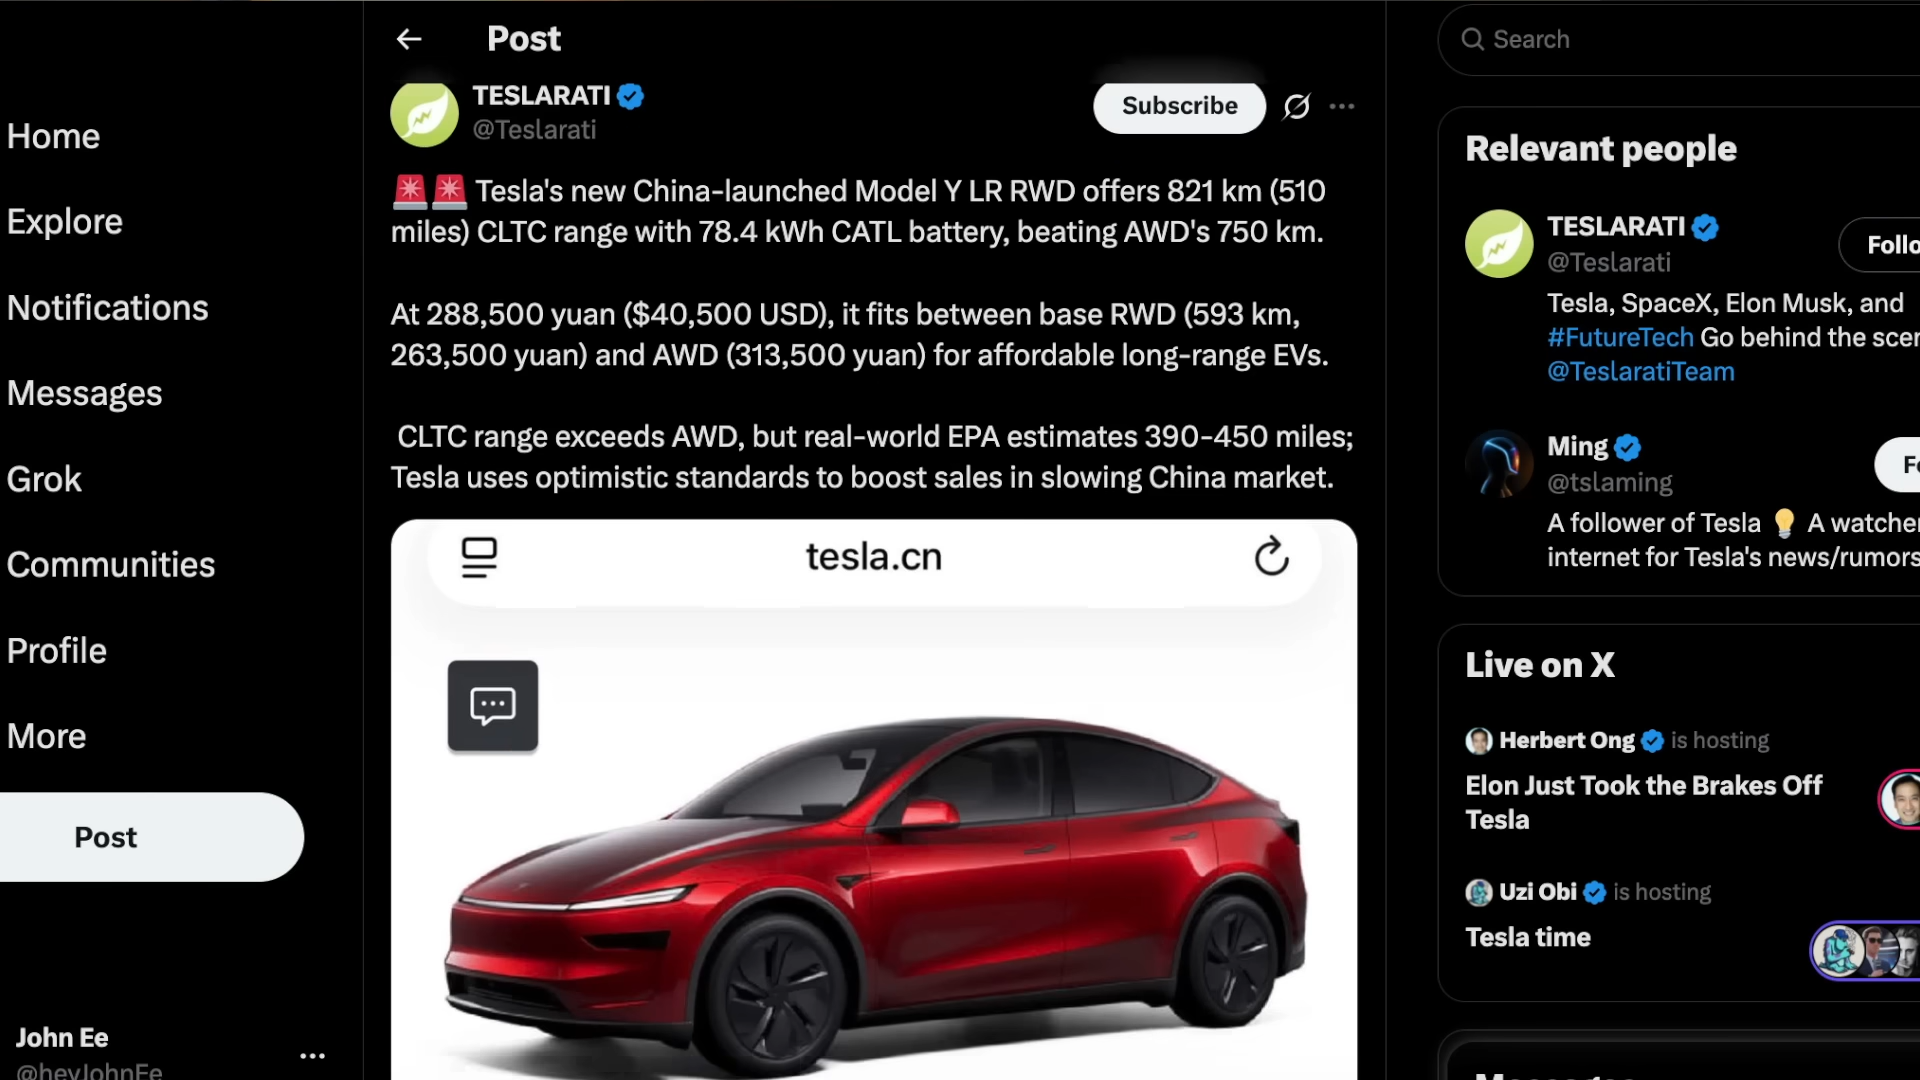 Home
Explore
Notifications
Messages
Grok
Communities
Profile
More
Post
John Ee
@heyJohnEe
Post
TESLARATI
@Teslarati
Subscribe
🚨🚨 Tesla's new China-launched Model Y LR RWD offers 821 km (510
miles) CLTC range with 78.4 kWh CATL battery, beating AWD's 750 km.
At 288,500 yuan ($40,500 USD), it fits between base RWD (593 km,
263,500 yuan) and AWD (313,500 yuan) for affordable long-range EVs.
CLTC range exceeds AWD, but real-world EPA estimates 390-450 miles;
Tesla uses optimistic standards to boost sales in slowing China market.
tesla.cn
Search
Relevant people
TESLARATI
@Teslarati
Follo
Tesla, SpaceX, Elon Musk, and
#FutureTech Go behind the scen
@TeslaratiTeam
Ming
@tslaming
Fo
A follower of Tesla 💡 A watcher
internet for Tesla's news/rumors
Live on X
Herbert Ong is hosting
Elon Just Took the Brakes Off
Tesla
Uzi Obi is hosting
Tesla time